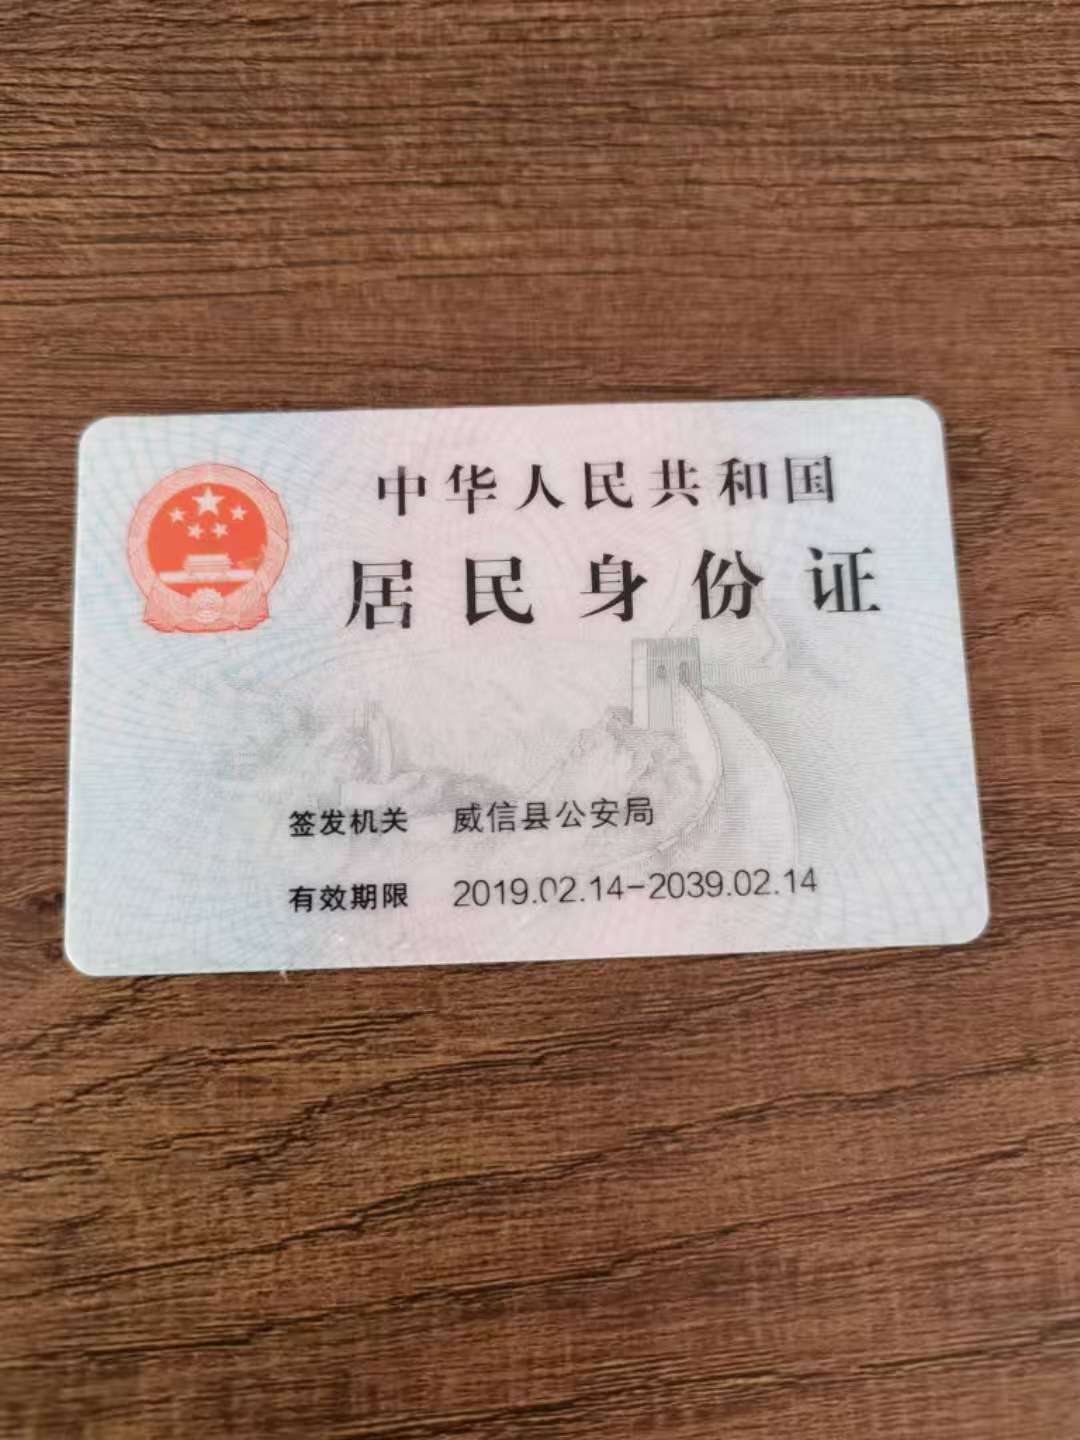 中华人民共和国
居民身份证
签发机关 威信县公安局
有效期限 2019.02.14-2039.02.14